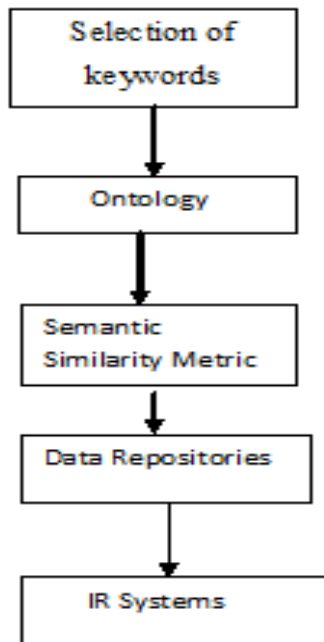 Selection of
keywords
Ontology
Semantic
Similarity Metric
Data Repositories
IR Systems